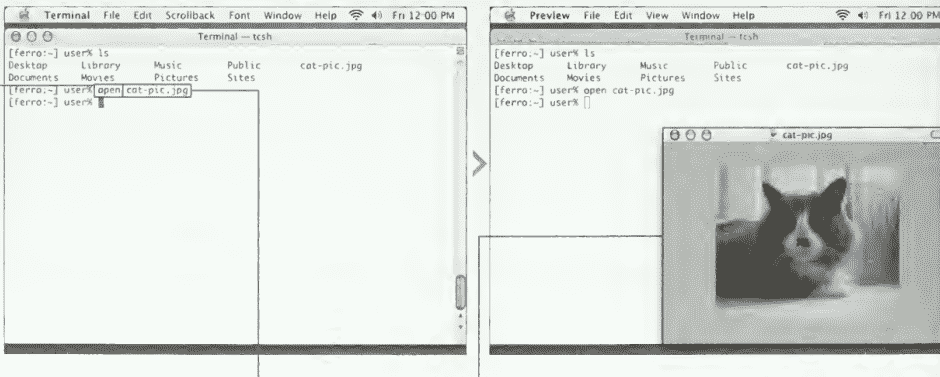 Terminal File Edit Scrollback Font Window Help Fri 12:00 PM
Terminal — tcsh
[ferro:~] user% ls
Desktop Library Music Public cat-pic.jpg
Documents Movies Pictures Sites
[ferro:~] user% open cat-pic.jpg
[ferro:~] user%
Preview File Edit View Window Help Fri 12:00 PM
Terminal — tcsh
[ferro:~] user% ls
Desktop Library Music Public cat-pic.jpg
Documents Movies Pictures Sites
[ferro:~] user% open cat-pic.jpg
[ferro:~] user%
cat-pic.jpg